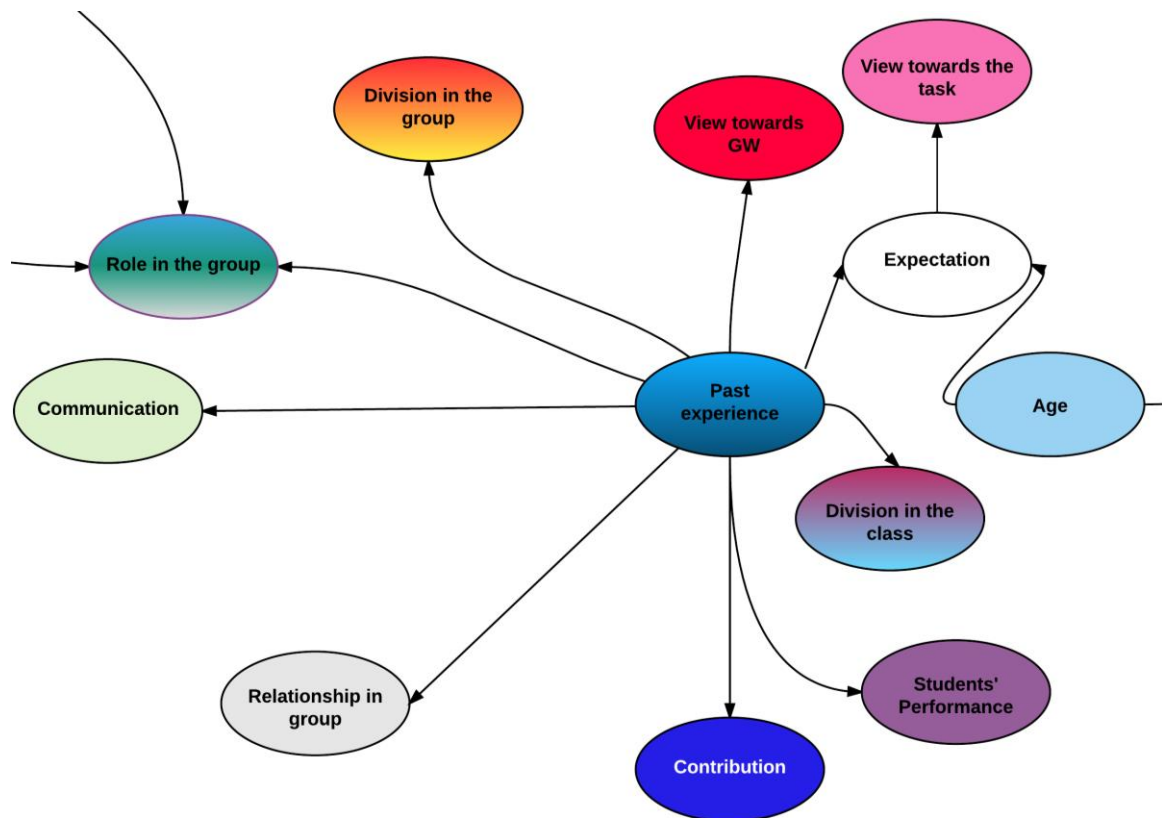 View towards the
task
Division in the
group
View towards
GW
Expectation
Role in the group
Past
experience
Communication
Age
Division in the
class
Relationship in
group
Students'
Performance
Contribution